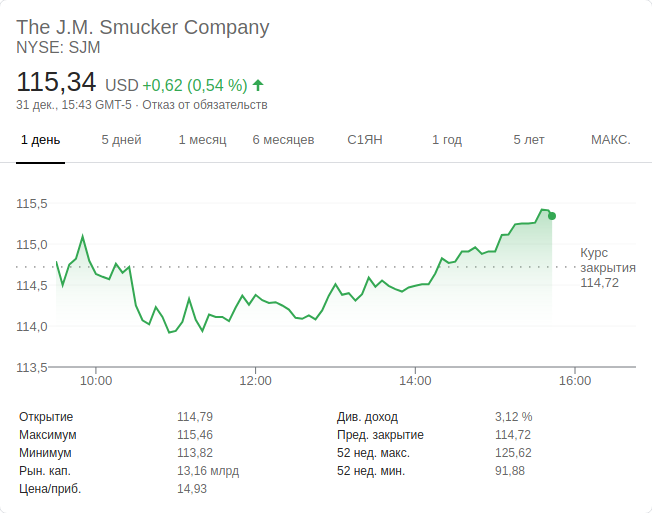 The J.M. Smucker Company
NYSE: SJM
115,34 USD +0,62 (0,54 %)
31 дек., 15:43 GMT-5 · Отказ от обязательств
1 день 5 дней 1 месяц 6 месяцев С1ЯН 1 год 5 лет МАКС.
115,5
115,0
Курс
закрытия
114,72
114,5
114,0
113,5
10:00 12:00 14:00 16:00
Открытие 114,79 Див. доход 3,12 %
Максимум 115,46 Пред. закрытие 114,72
Минимум 113,82 52 нед. макс. 125,62
Рын. кап. 13,16 млрд 52 нед. мин. 91,88
Цена/приб. 14,93